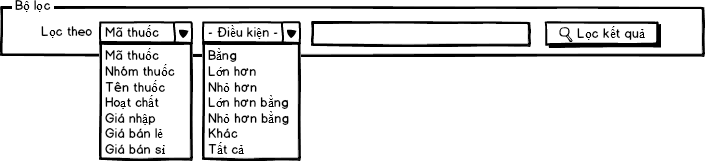 Bộ lọc
Lọc theo Mã thuốc - Điều kiện - Lọc kết quả
Mã thuốc Bằng
Nhóm thuốc Lớn hơn
Tên thuốc Nhỏ hơn
Hoạt chất Lớn hơn bằng
Giá nhập Nhỏ hơn bằng
Giá bán lẻ Khác
Giá bán sỉ Tất cả